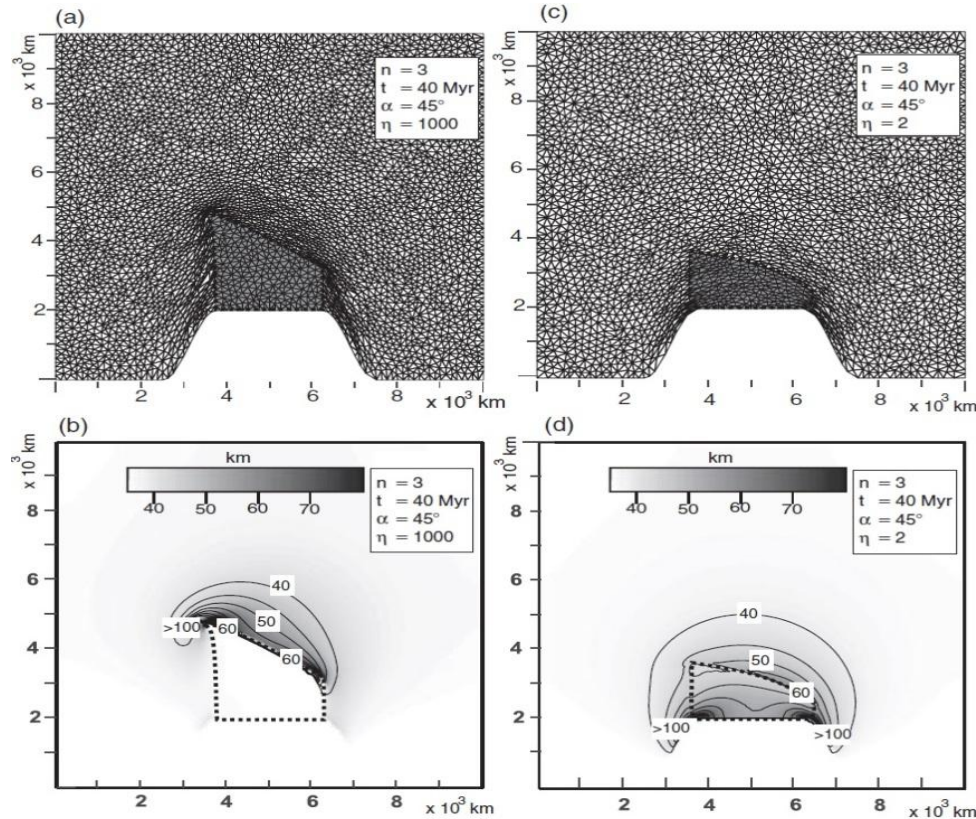 (a)
x 10³ km
8
6
4
2
n = 3
t = 40 Myr
α = 45°
η = 1000
2 4 6 8
x 10³ km
(c)
x 10³ km
8
6
4
2
n = 3
t = 40 Myr
α = 45°
η = 2
2 4 6 8
x 10³ km
(b)
x 10³ km
8
6
4
2
km
40 50 60 70
n = 3
t = 40 Myr
α = 45°
η = 1000
40
>100 60 50
60
2 4 6 8
x 10³ km
(d)
x 10³ km
8
6
4
2
km
40 50 60 70
n = 3
t = 40 Myr
α = 45°
η = 2
40
50
60
>100 >100
2 4 6 8
x 10³ km